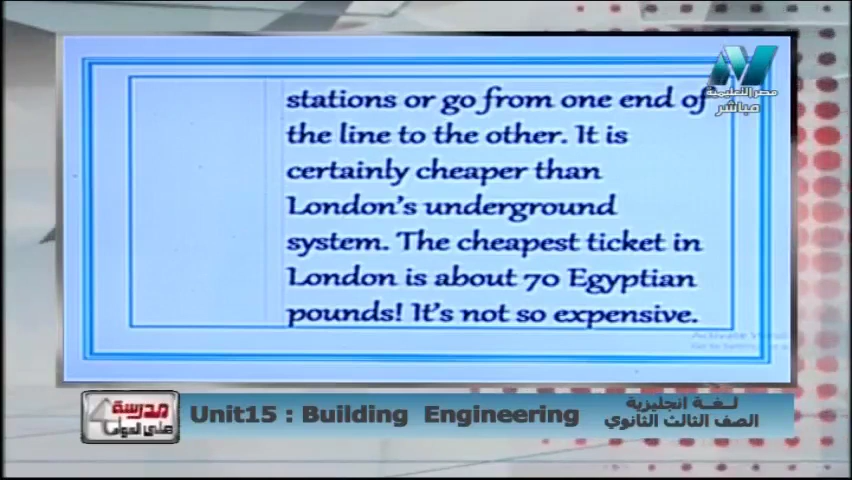 مصر التعليمية
مباشر
stations or go from one end of
the line to the other. It is
certainly cheaper than
London's underground
system. The cheapest ticket in
London is about 70 Egyptian
pounds! It's not so expensive.
مدرسة
على الهواء
Unit15 : Building Engineering
لـغـــة انجليزية
الصف الثالث الثانوي